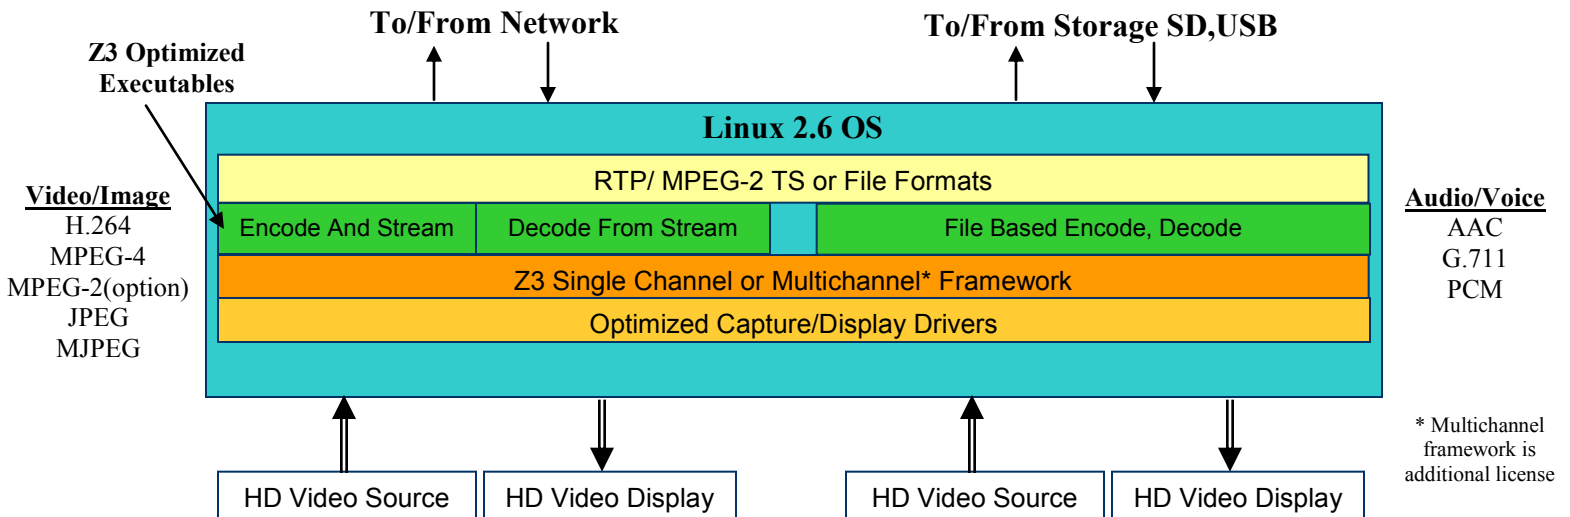 To/From Network
To/From Storage SD,USB
Z3 Optimized
Executables
Linux 2.6 OS
RTP/ MPEG-2 TS or File Formats
Video/Image
H.264
MPEG-4
MPEG-2(option)
JPEG
MJPEG
Encode And Stream
Decode From Stream
File Based Encode, Decode
Z3 Single Channel or Multichannel* Framework
Optimized Capture/Display Drivers
Audio/Voice
AAC
G.711
PCM
* Multichannel
framework is
additional license
HD Video Source
HD Video Display
HD Video Source
HD Video Display